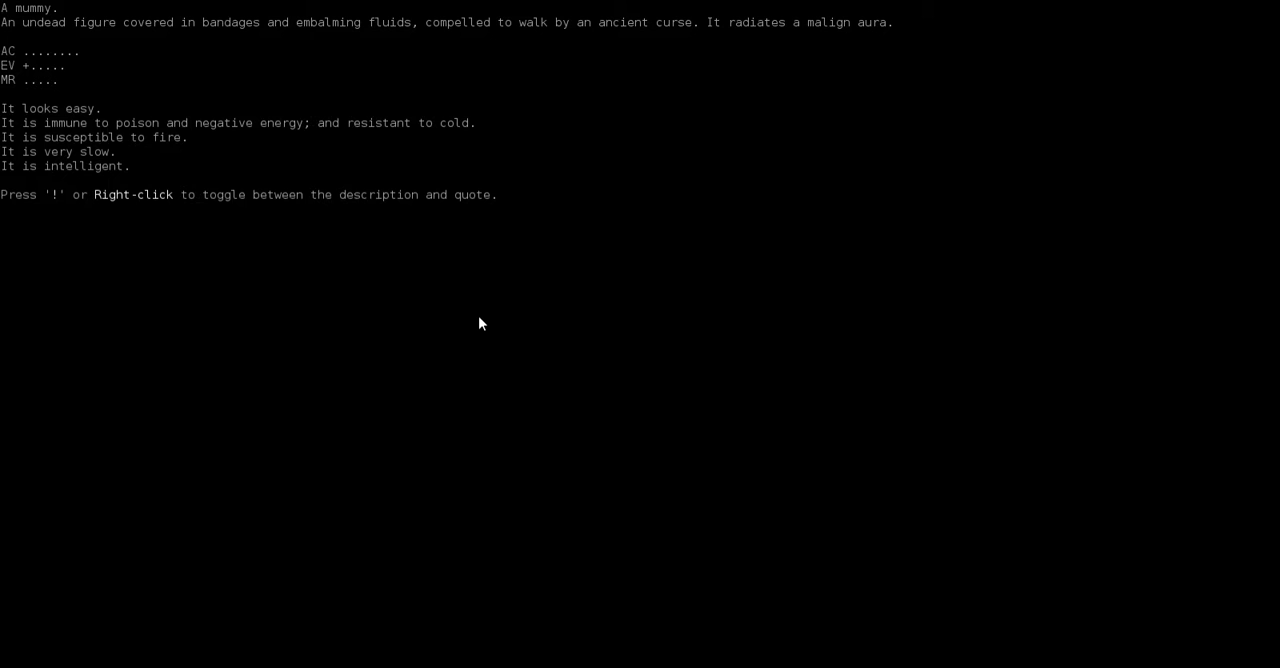 A mummy.
An undead figure covered in bandages and embalming fluids, compelled to walk by an ancient curse. It radiates a malign aura.
AC ........
EV +.....
MR .....
It looks easy.
It is immune to poison and negative energy; and resistant to cold.
It is susceptible to fire.
It is very slow.
It is intelligent.
Press '!' or Right-click to toggle between the description and quote.